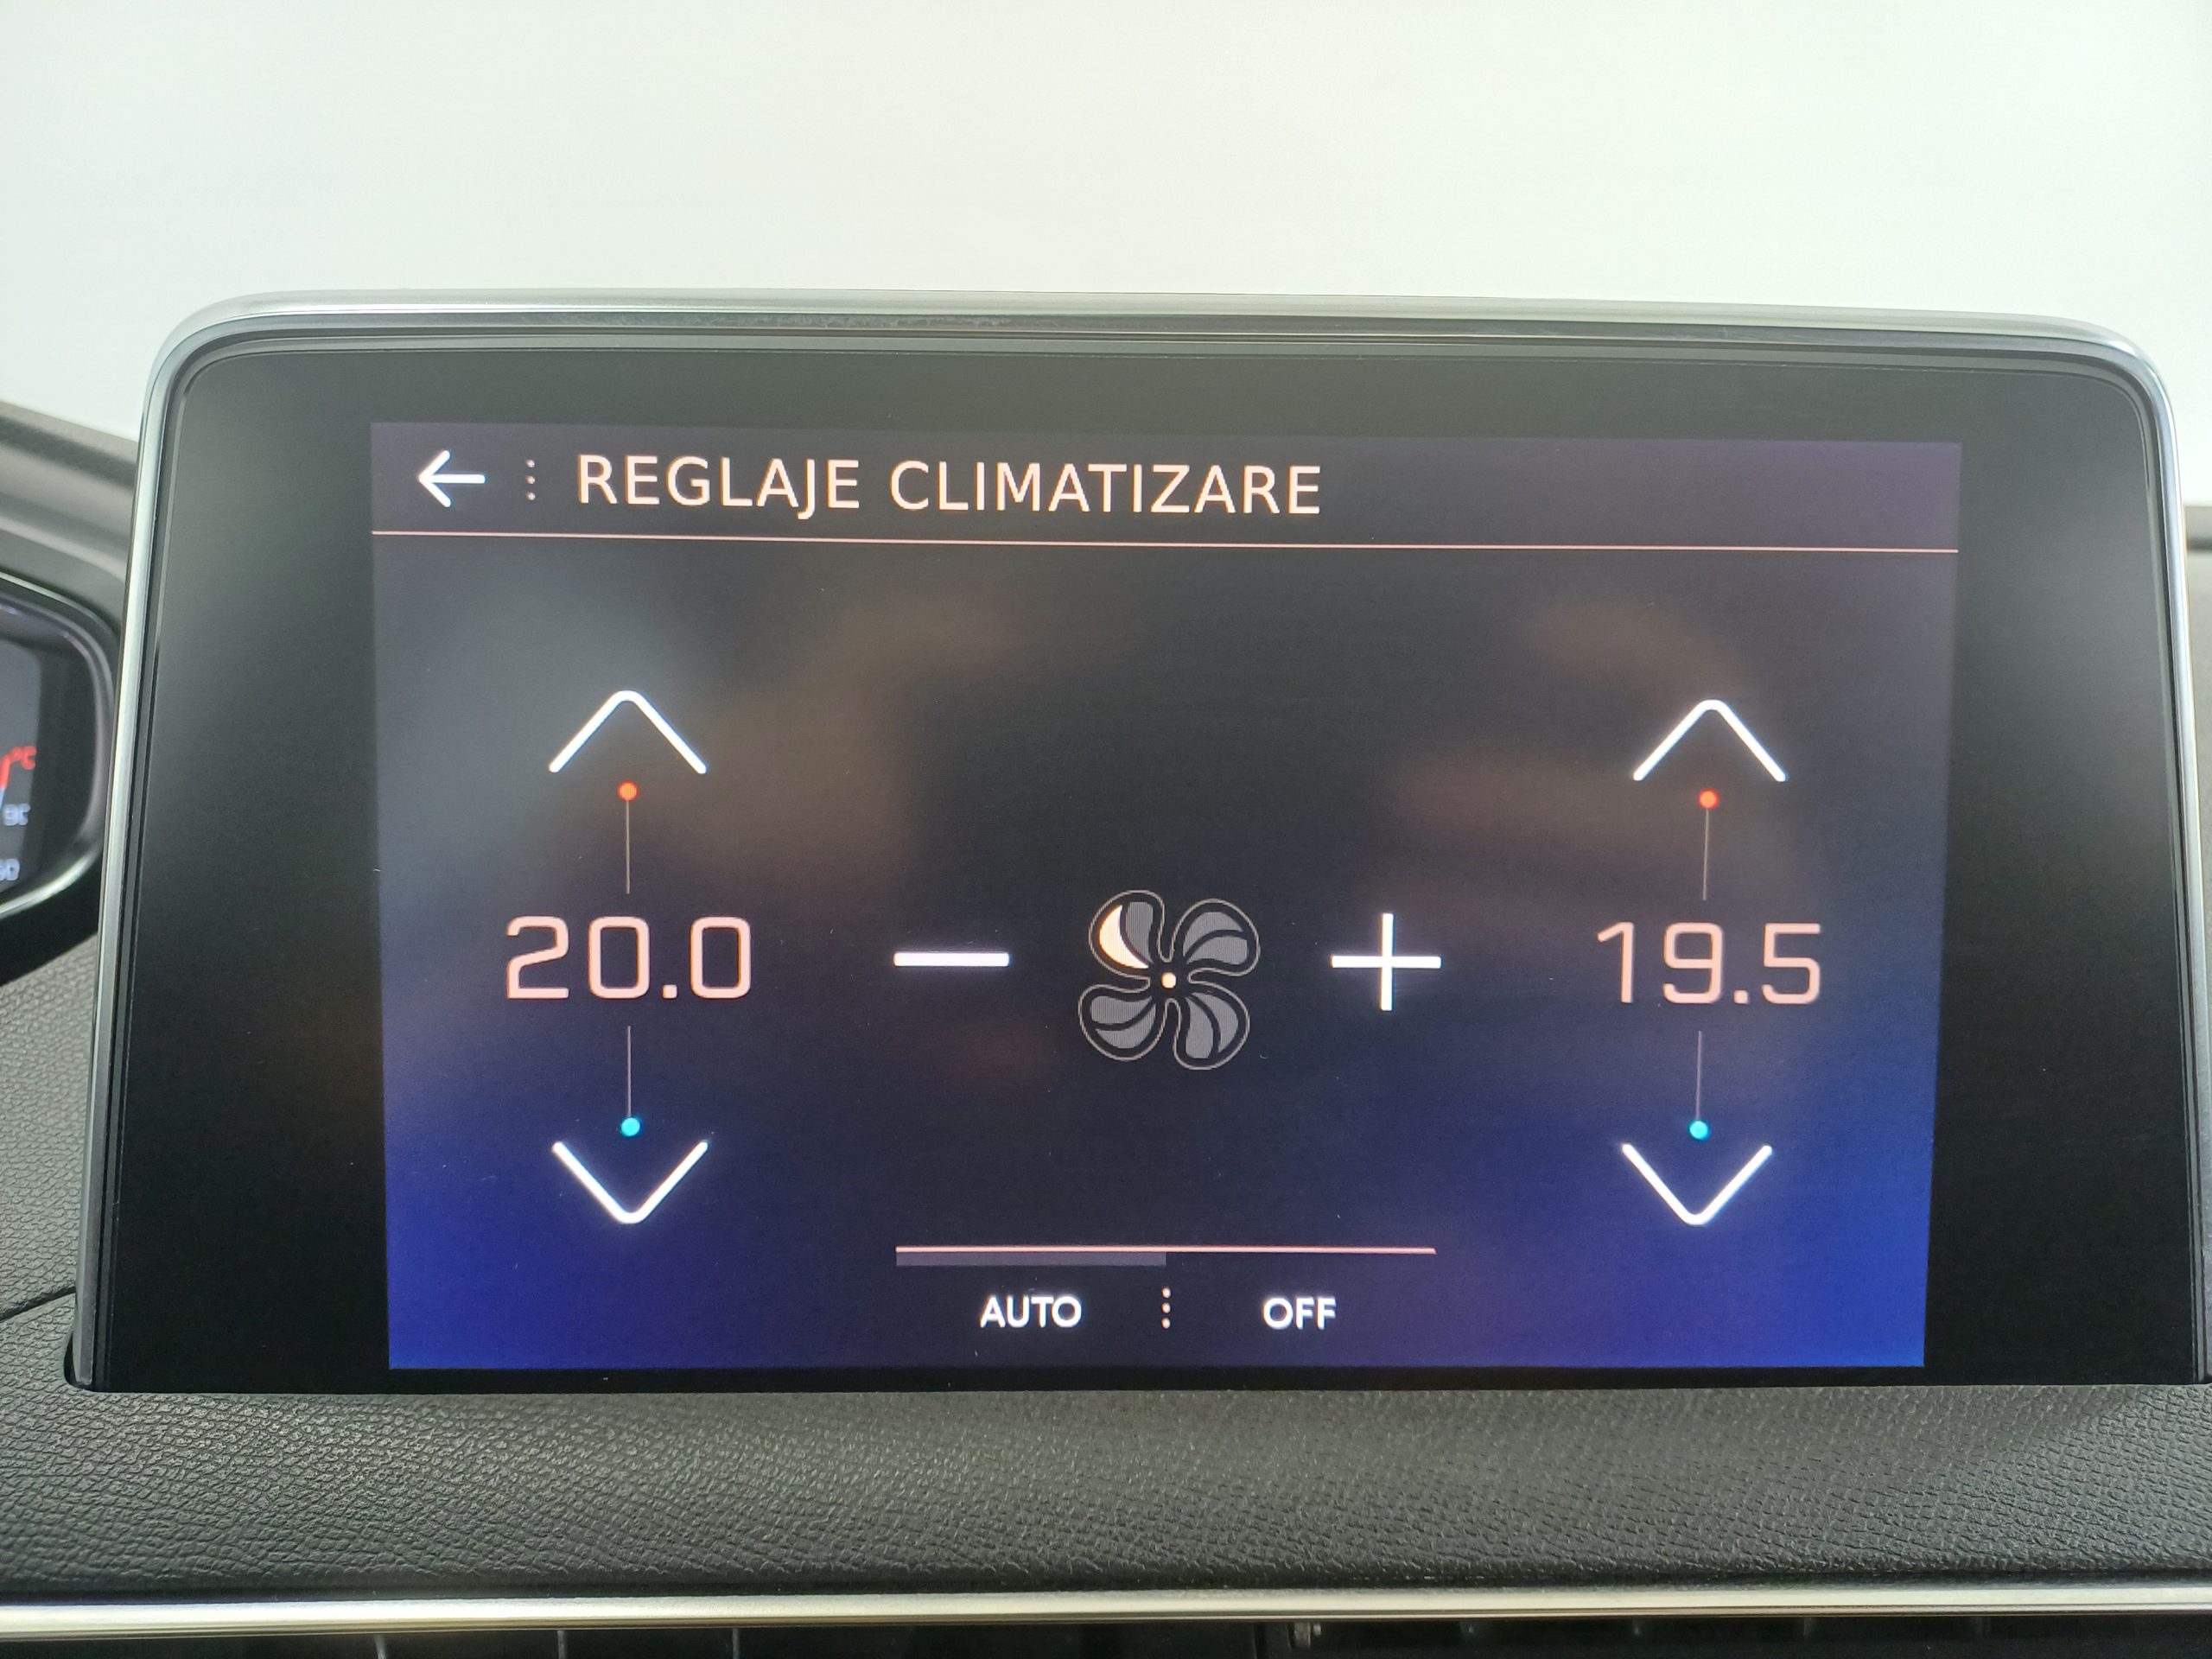 REGLAJE CLIMATIZARE
20.0
19.5
AUTO OFF